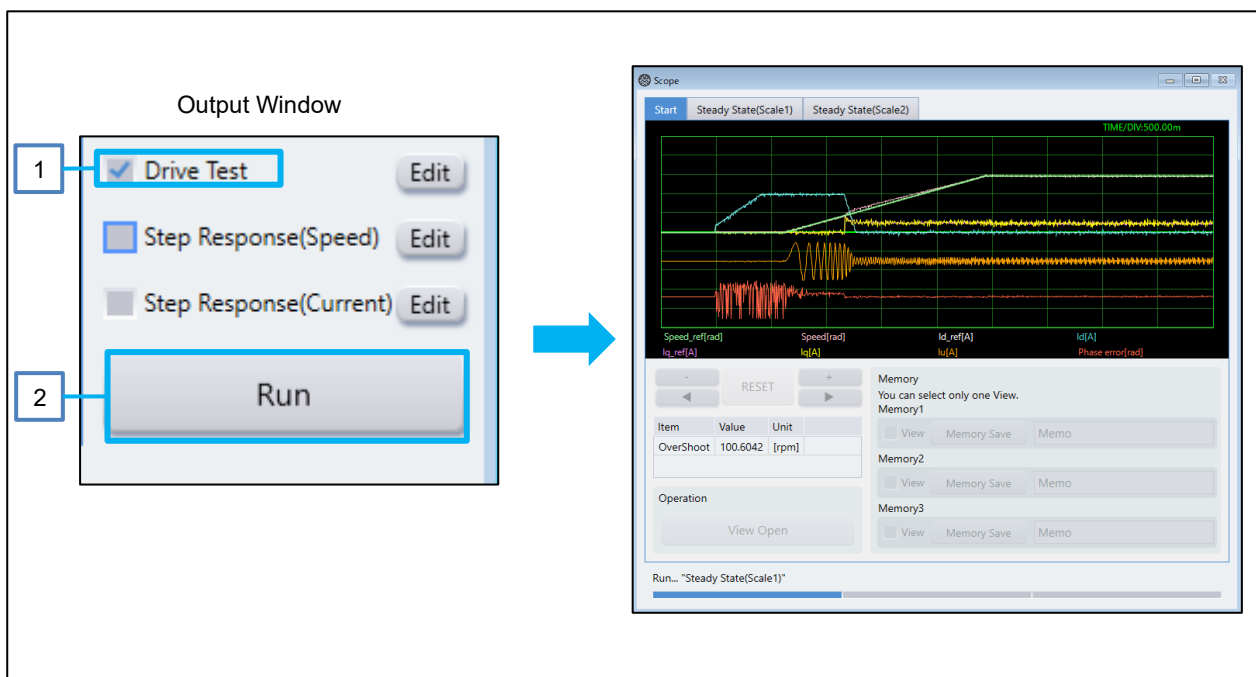 Output Window
1
Drive Test
Edit
Step Response(Speed)
Edit
Step Response(Current)
Edit
2
Run
Scope
Start Steady State(Scale1) Steady State(Scale2)
TIME/DIV:500.00m
Speed_ref[rad] Speed[rad] Id_ref[A] Id[A]
Iq_ref[A] Iq[A] Iu[A] Phase error[rad]
- RESET +
Item Value Unit
OverShoot 100.6042 [rpm]
Operation
View Open
Memory
You can select only one View.
Memory1
View Memory Save Memo
Memory2
View Memory Save Memo
Memory3
View Memory Save Memo
Run... "Steady State(Scale1)"